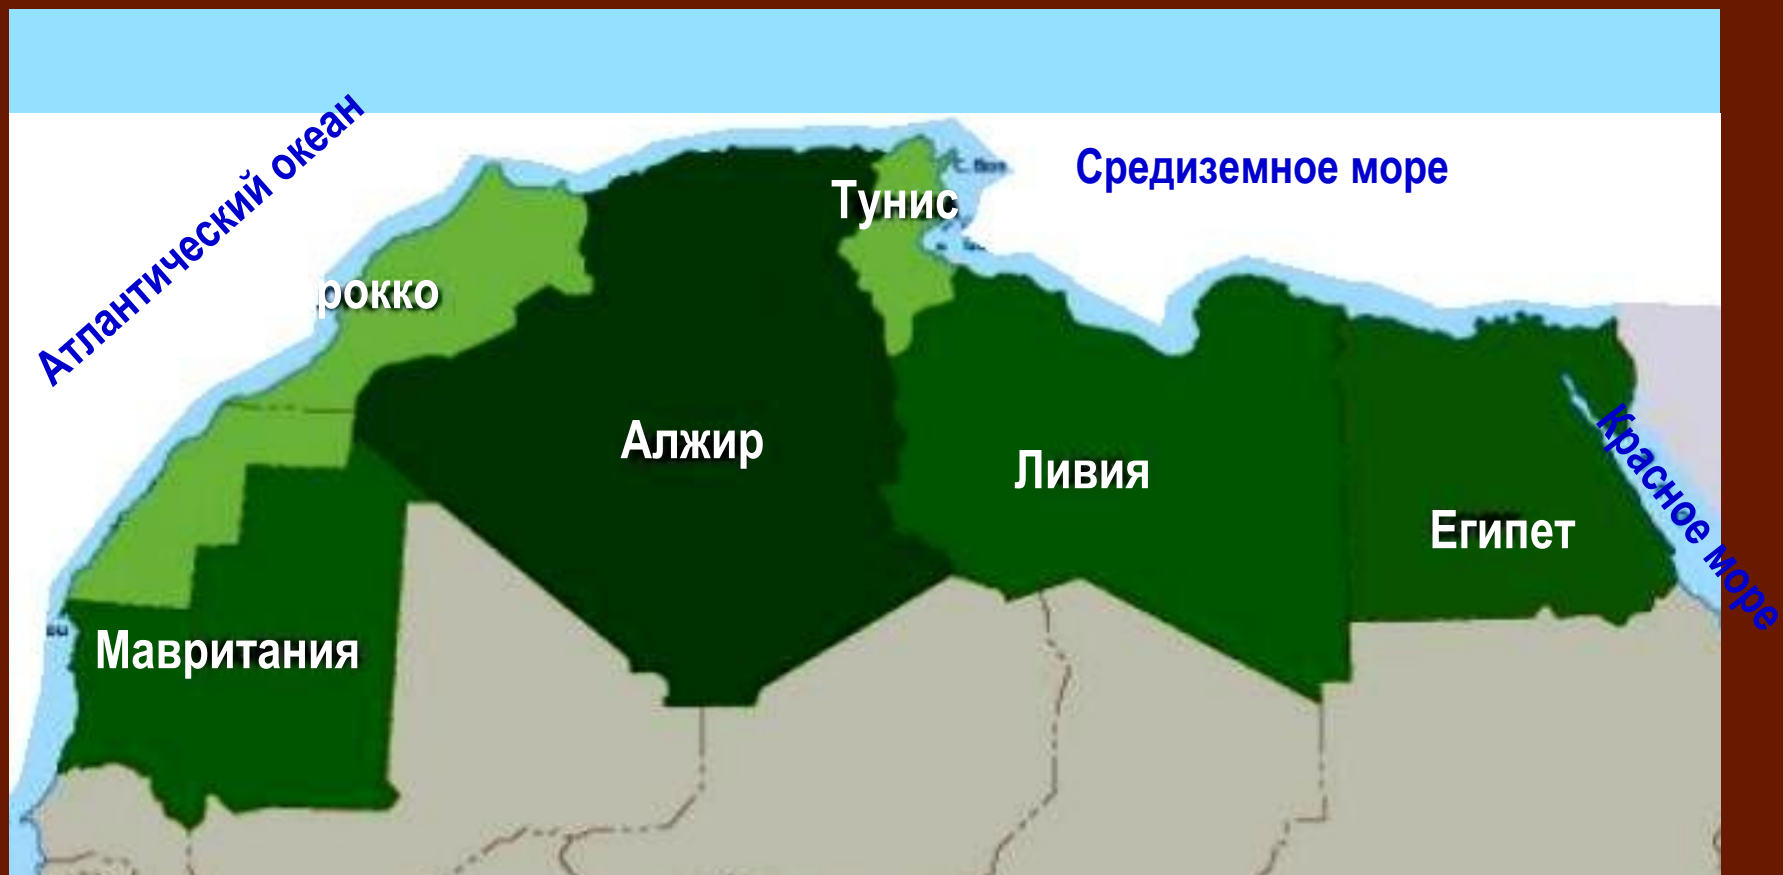 Атлантический океан
Средиземное море
Тунис
рокко
Алжир
Ливия
Красное море
Египет
Мавритания